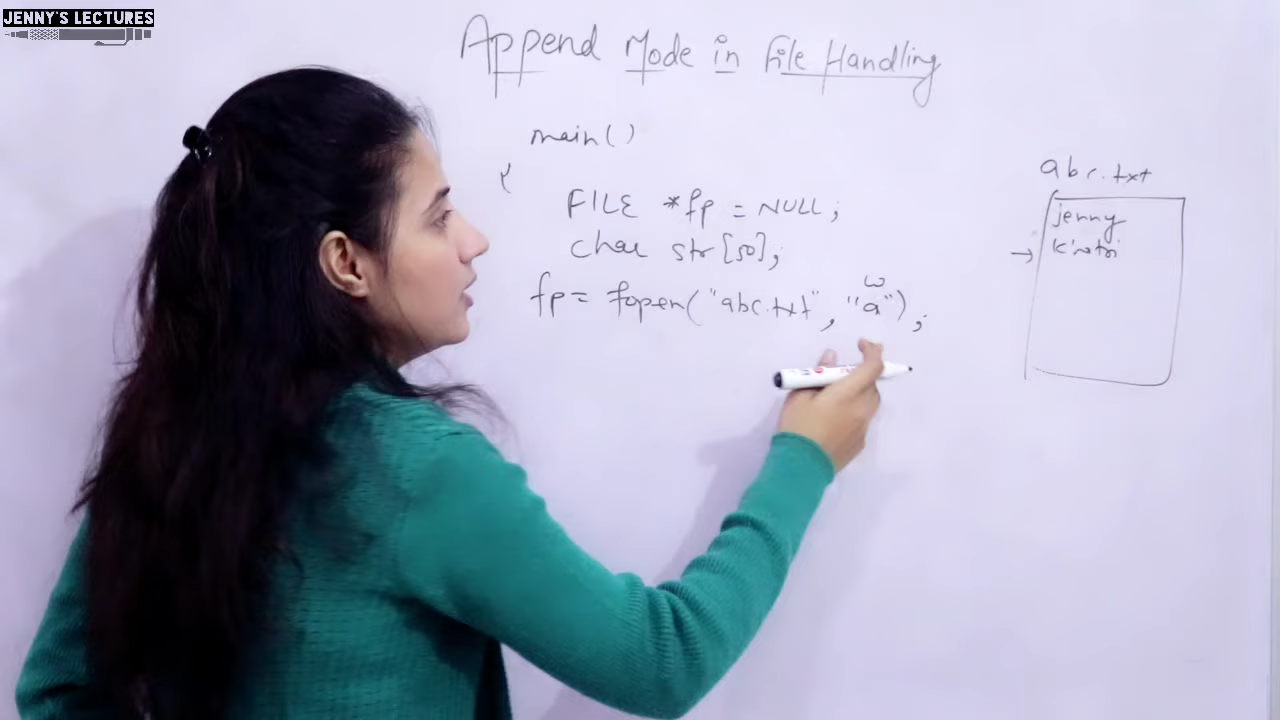 JENNY'S LECTURES
Append Mode in File Handling
main()
{
FILE *fp = NULL;
char str[50];
w
fp = fopen("abc.txt", "a");
abc.txt
jenny
→